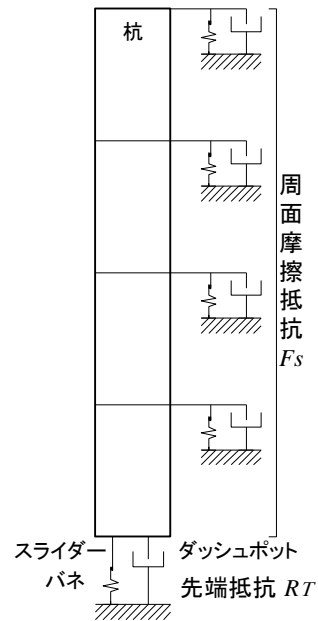 杭
周面摩擦抵抗 Fs
スライダー
ダッシュポット
バネ
先端抵抗 RT